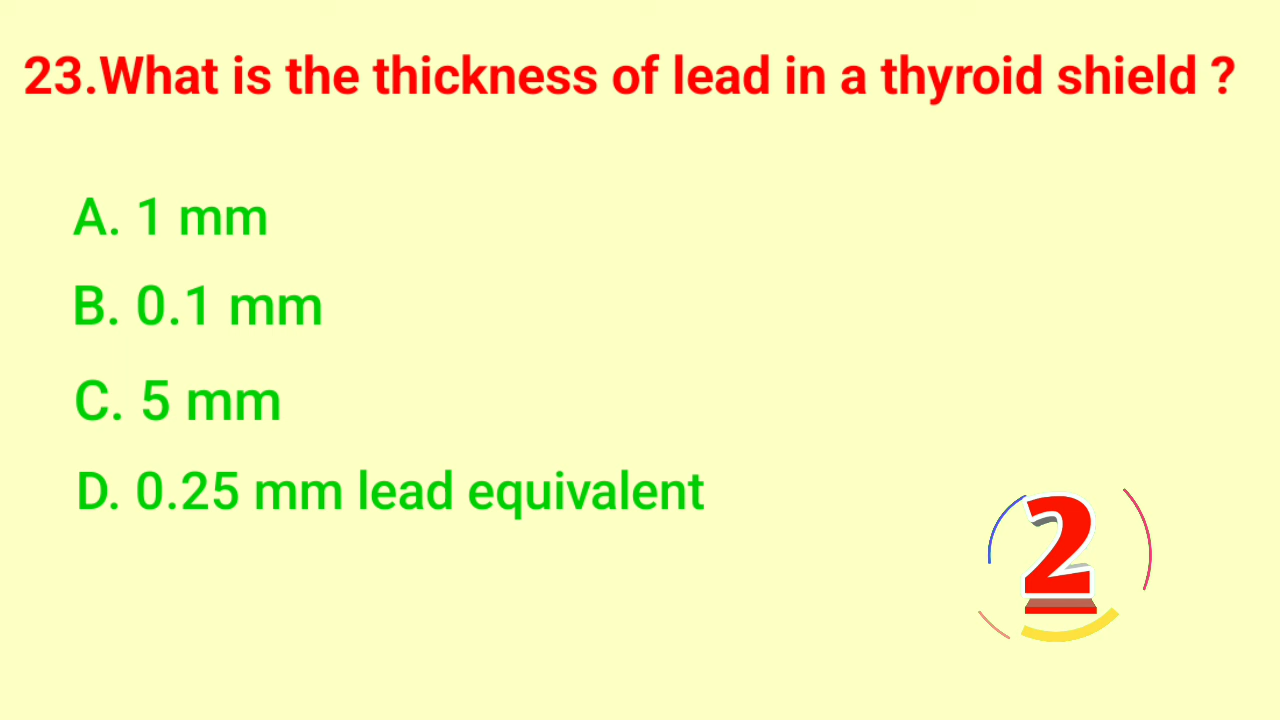 23.What is the thickness of lead in a thyroid shield ?
A. 1 mm
B. 0.1 mm
C. 5 mm
D. 0.25 mm lead equivalent
2